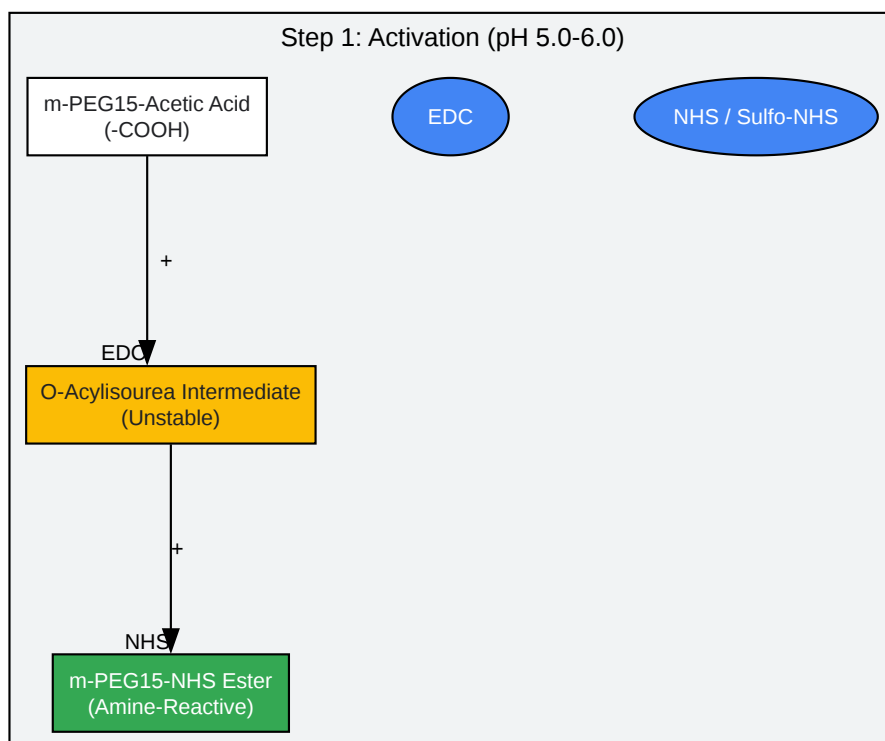 Step 1: Activation (pH 5.0-6.0)
m-PEG15-Acetic Acid
(-COOH)
EDC
NHS / Sulfo-NHS
+
EDC
O-Acylisourea Intermediate
(Unstable)
+
NHS
m-PEG15-NHS Ester
(Amine-Reactive)